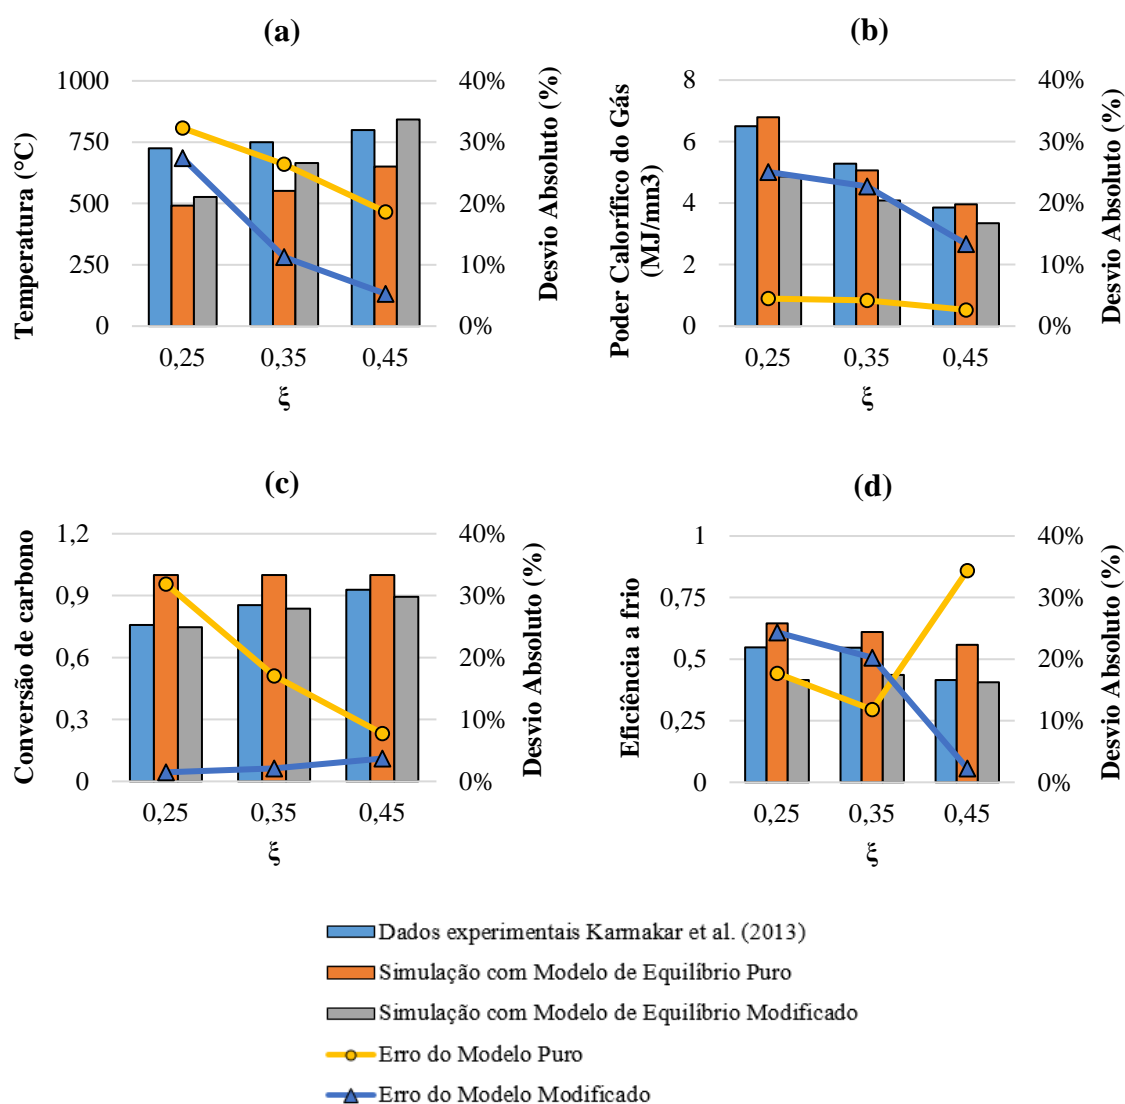 (a)
1000
750
500
250
0
40%
30%
20%
10%
0%
0,25
0,35
0,45
ξ
Temperatura (°C)
Desvio Absoluto (%)
(b)
8
6
4
2
0
40%
30%
20%
10%
0%
0,25
0,35
0,45
ξ
Poder Calorífico do Gás
(MJ/mn3)
Desvio Absoluto (%)
(c)
1,2
0,9
0,6
0,3
0
40%
30%
20%
10%
0%
0,25
0,35
0,45
ξ
Conversão de carbono
Desvio Absoluto (%)
(d)
1
0,75
0,5
0,25
0
40%
30%
20%
10%
0%
0,25
0,35
0,45
ξ
Eficiência a frio
Desvio Absoluto (%)
Dados experimentais Karmakar et al. (2013)
Simulação com Modelo de Equilíbrio Puro
Simulação com Modelo de Equilíbrio Modificado
Erro do Modelo Puro
Erro do Modelo Modificado